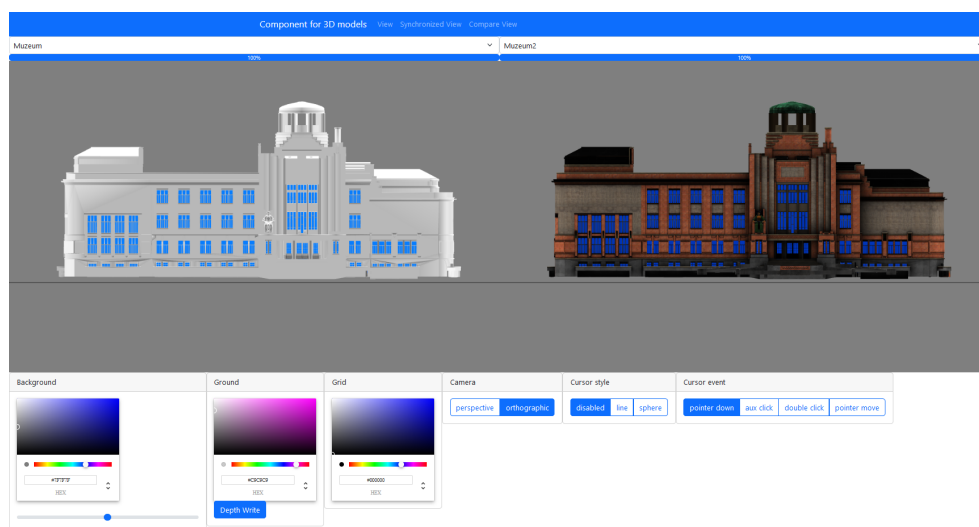 Component for 3D models View Synchronized View Compare View
Muzeum Muzeum2
100% 100%
Background Ground Grid Camera Cursor style Cursor event
perspective orthographic disabled line sphere pointer down aux click double click pointer move
#7F7F7F #C9C9C9 #000000
HEX HEX HEX
Depth Write